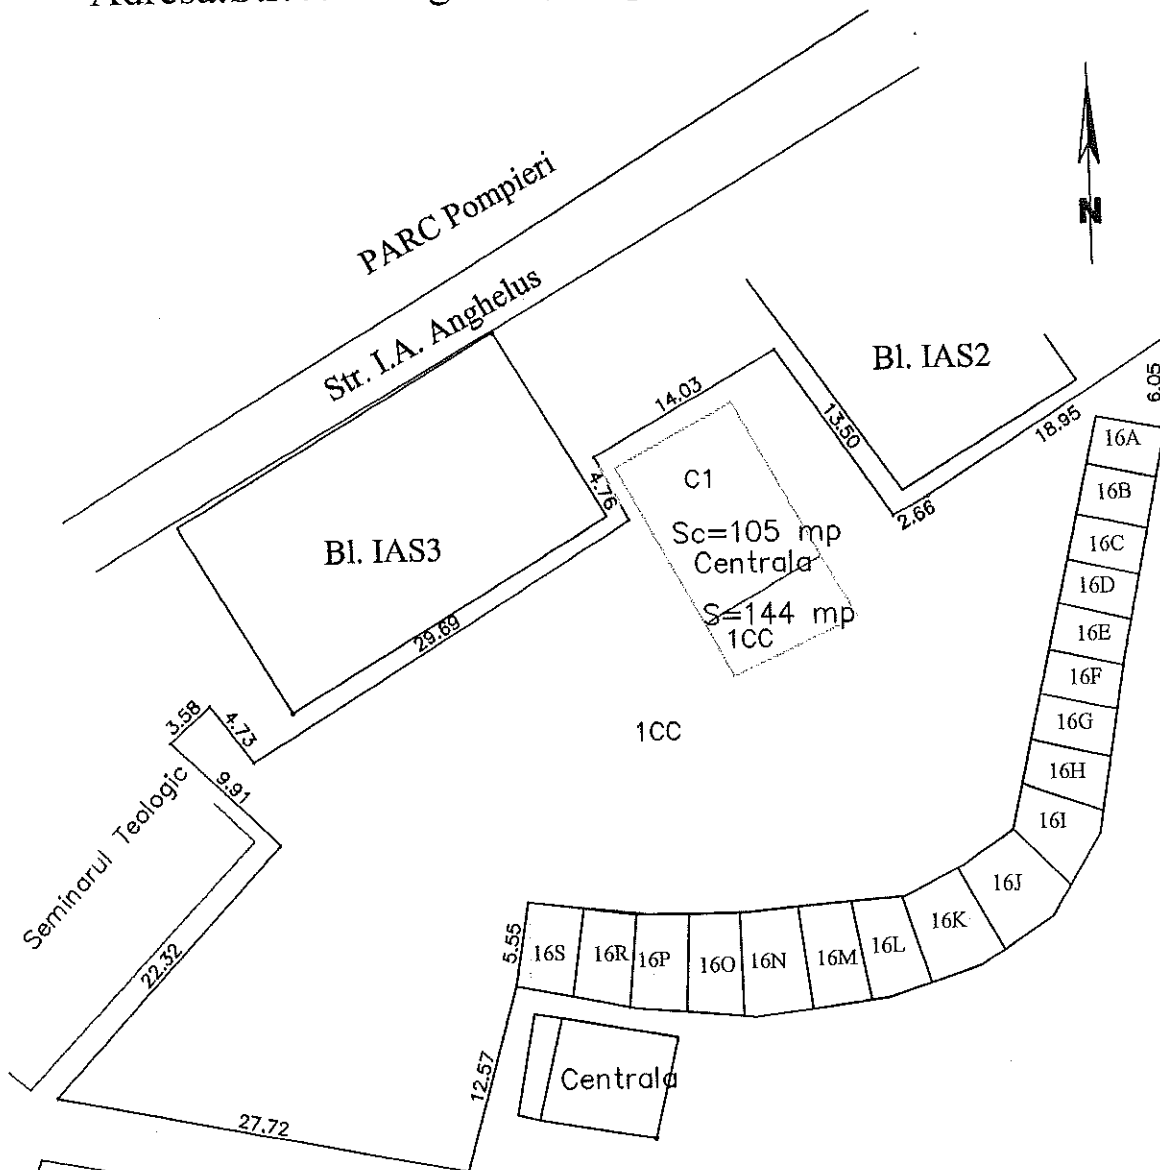 PARC Pompieri
Str. I.A. Anghelus
N
Bl. IAS2
6.05
14.03
13.50
18.95
16A
4.76
C1
2.66
16B
Sc=105 mp
Centrala
Bl. IAS3
16C
16D
S=144 mp
1CC
29.69
16E
16F
3.58
4.73
1CC
16G
16H
9.91
Seminarul Teologic
16I
16J
22.32
5.55
16S
16R
16P
16O
16N
16M
16L
16K
12.57
Centrala
27.72